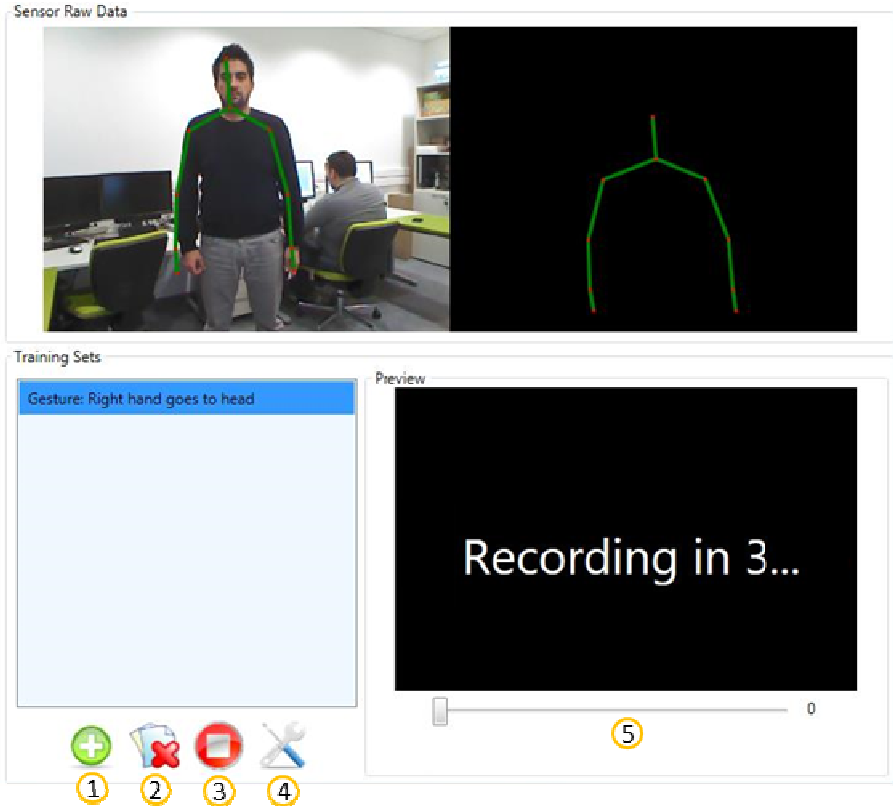 Sensor Raw Data
Training Sets
Gesture: Right hand goes to head
Preview
Recording in 3...
0
1
2
3
4
5